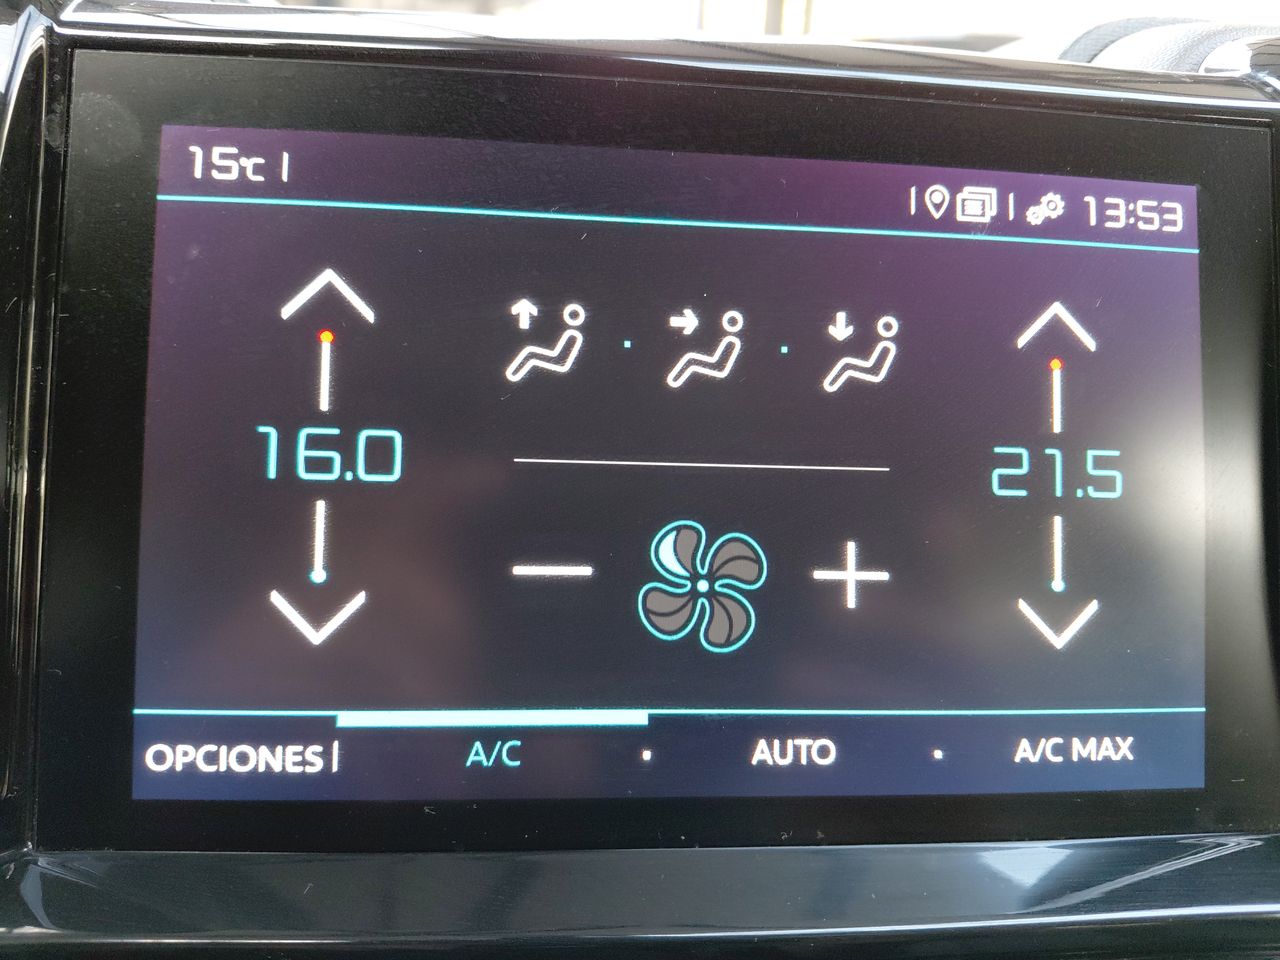 15°C
13:53
16.0
21.5
OPCIONES
A/C
AUTO
A/C MAX